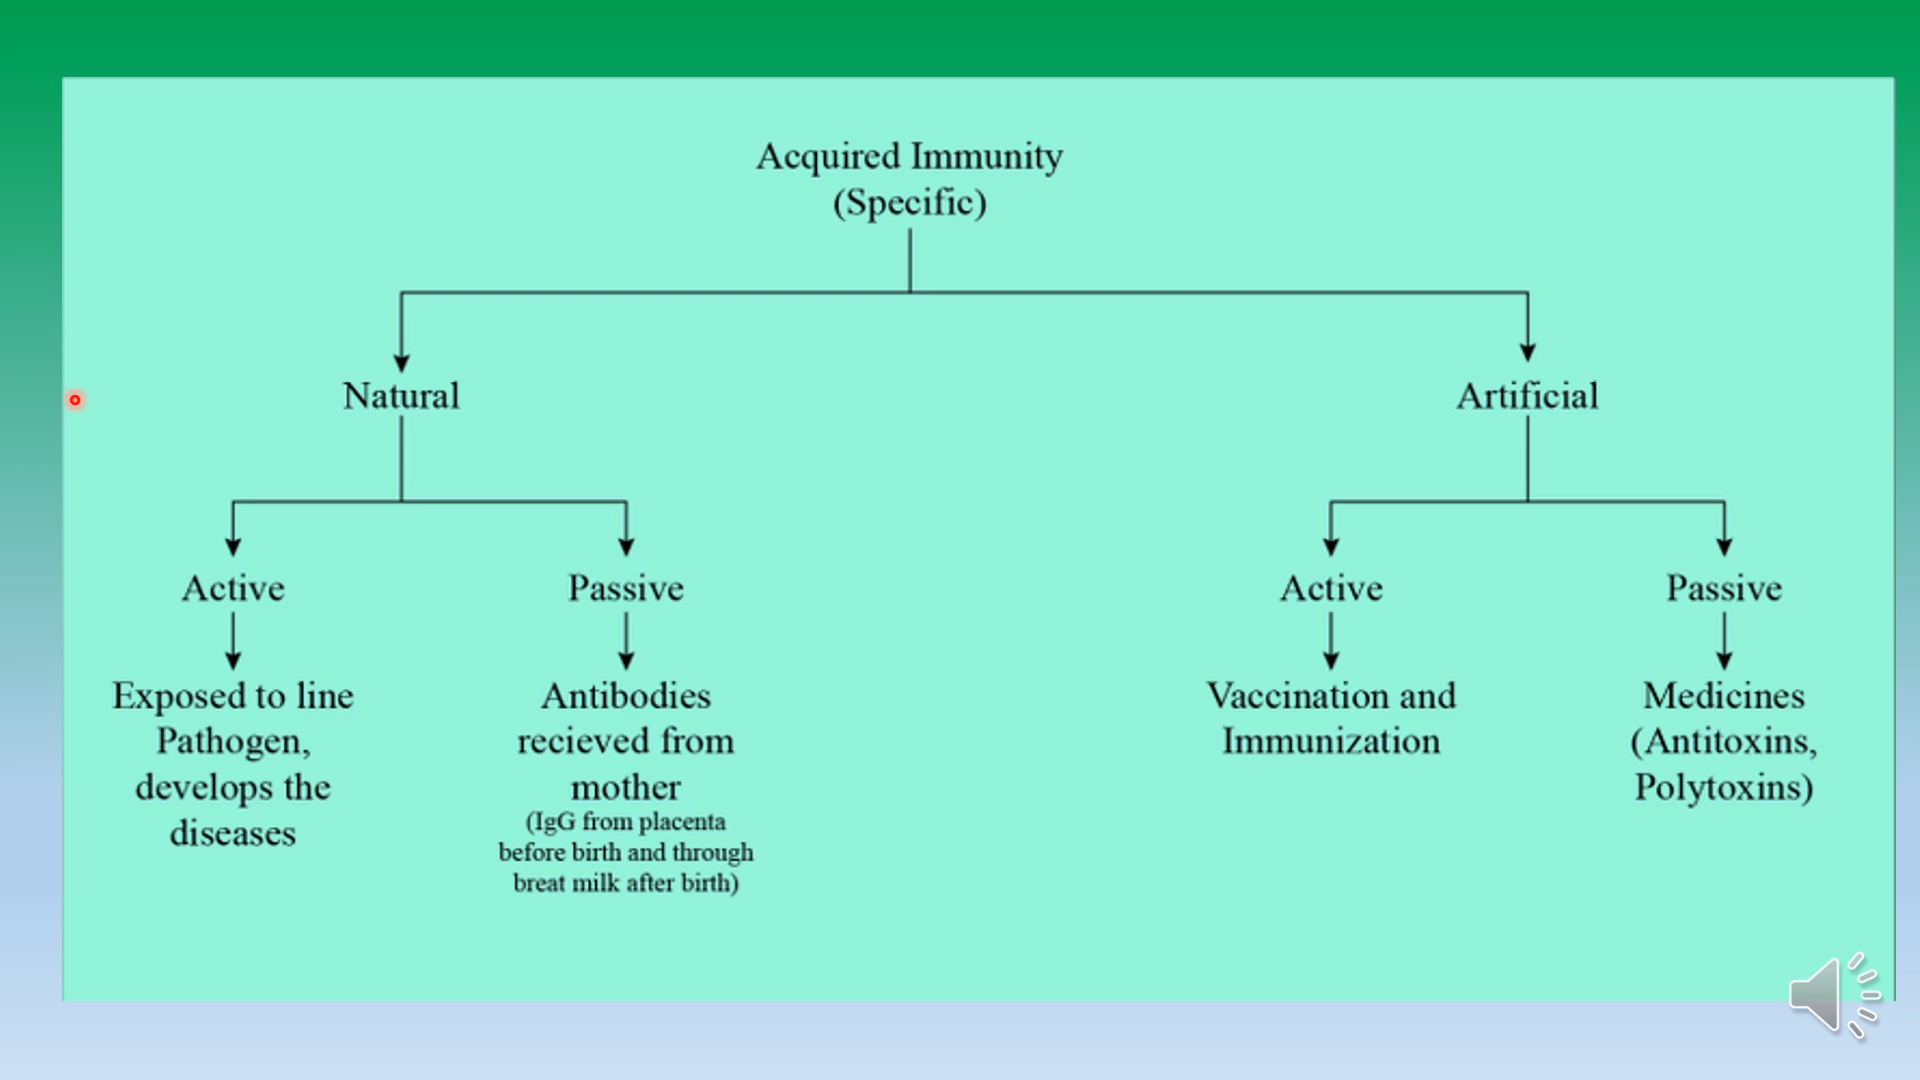 Acquired Immunity
(Specific)
Natural
Artificial
Active
Passive
Active
Passive
Exposed to line
Pathogen,
develops the
diseases
Antibodies
recieved from
mother
(IgG from placenta
before birth and through
breat milk after birth)
Vaccination and
Immunization
Medicines
(Antitoxins,
Polytoxins)